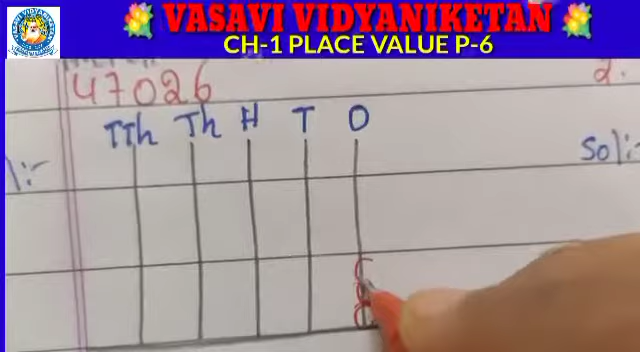 VASAVI VIDYANIKETAN
CH-1 PLACE VALUE P-6
47026
2.
TTh Th H T O
Sol:-